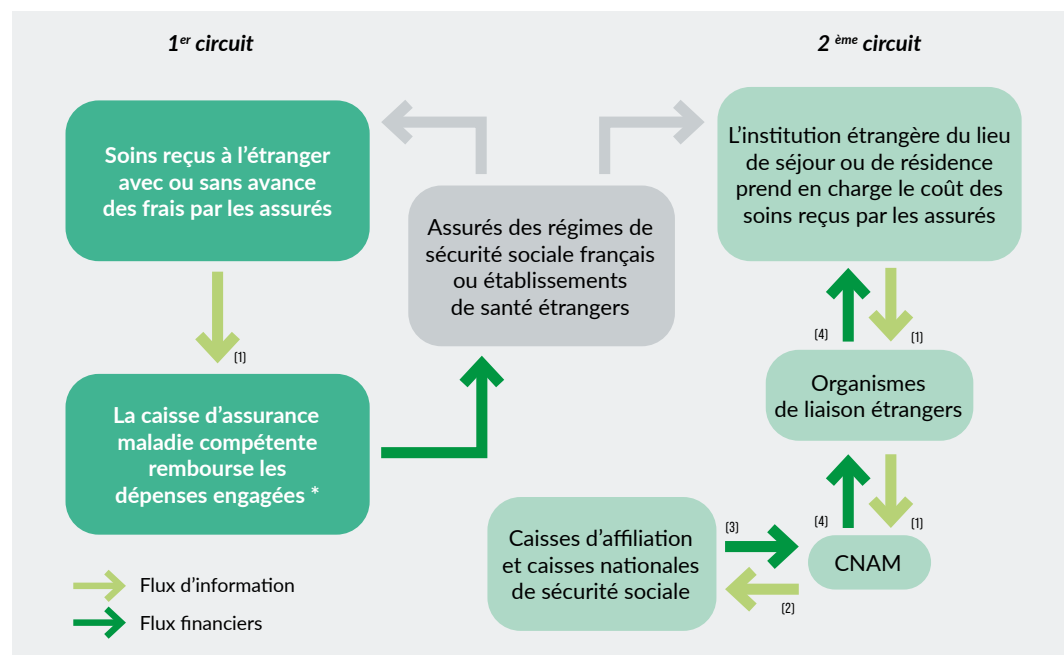 1er circuit
2 ème circuit
Soins reçus à l’étranger
avec ou sans avance
des frais par les assurés
L’institution étrangère du lieu
de séjour ou de résidence
prend en charge le coût des
soins reçus par les assurés
Assurés des régimes de
sécurité sociale français
ou établissements
de santé étrangers
(1)
(4)
(1)
La caisse d’assurance
maladie compétente
rembourse les
dépenses engagées *
Organismes
de liaison étrangers
(4)
(1)
Caisses d’affiliation
et caisses nationales
de sécurité sociale
(3)
(2)
CNAM
Flux d’information
Flux financiers